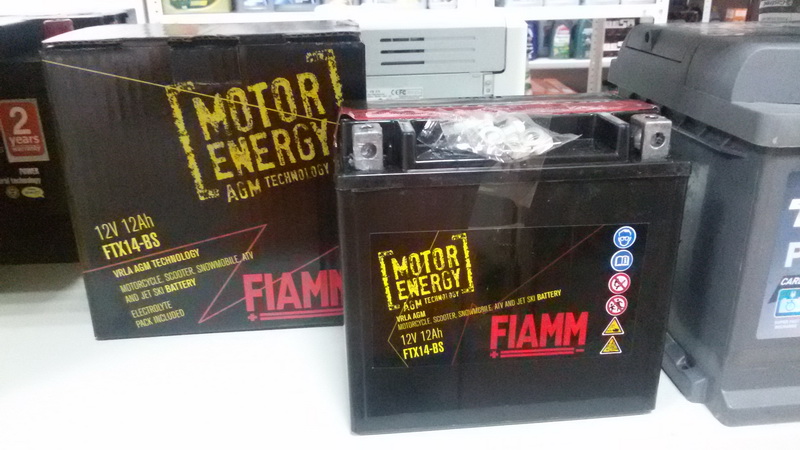 2
years
warranty
MOTOR
ENERGY
AGM TECHNOLOGY
12V 12Ah
FTX14-BS
VRLA AGM TECHNOLOGY
MOTORCYCLE, SCOOTER, SNOWMOBILE, ATV
AND JET SKI BATTERY
ELECTROLYTE
PACK INCLUDED
FIAMM
MOTOR
ENERGY
AGM TECHNOLOGY
VRLA AGM
MOTORCYCLE, SCOOTER, SNOWMOBILE, ATV AND JET SKI BATTERY
12V 12Ah
FTX14-BS
FIAMM